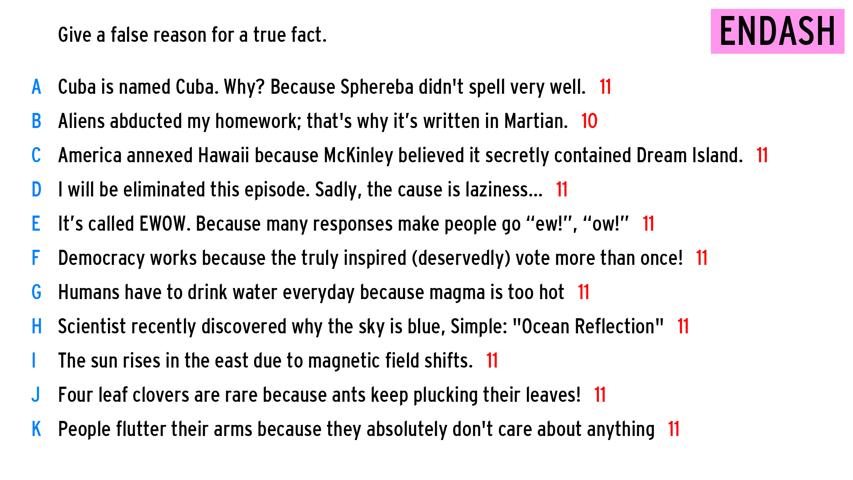 Give a false reason for a true fact.
ENDASH
A Cuba is named Cuba. Why? Because Sphereba didn't spell very well. 11
B Aliens abducted my homework; that's why it’s written in Martian. 10
C America annexed Hawaii because McKinley believed it secretly contained Dream Island. 11
D I will be eliminated this episode. Sadly, the cause is laziness... 11
E It’s called EWOW. Because many responses make people go “ew!”, “ow!” 11
F Democracy works because the truly inspired (deservedly) vote more than once! 11
G Humans have to drink water everyday because magma is too hot 11
H Scientist recently discovered why the sky is blue, Simple: "Ocean Reflection" 11
I The sun rises in the east due to magnetic field shifts. 11
J Four leaf clovers are rare because ants keep plucking their leaves! 11
K People flutter their arms because they absolutely don't care about anything 11